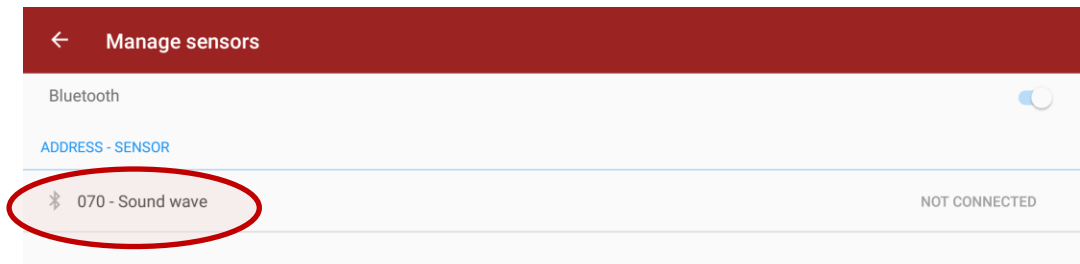 Manage sensors
Bluetooth
ADDRESS - SENSOR
070 - Sound wave NOT CONNECTED